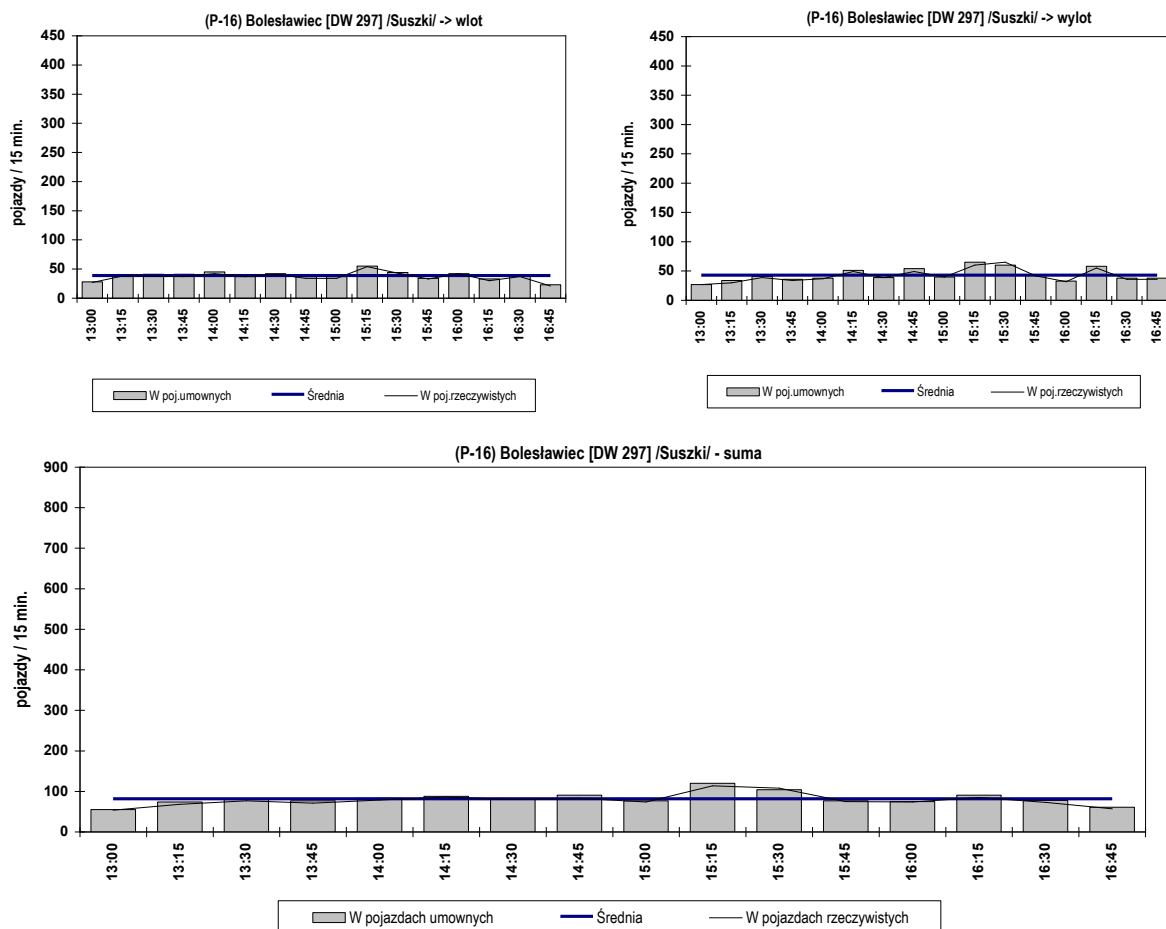 (P-16) Bolesławiec [DW 297] /Suszki/ -> wlot
450
400
350
300
250
200
150
100
50
0
pojazdy / 15 min.
13:00 13:15 13:30 13:45 14:00 14:15 14:30 14:45 15:00 15:15 15:30 15:45 16:00 16:15 16:30 16:45
W poj.umownych Średnia W poj.rzeczywistych
(P-16) Bolesławiec [DW 297] /Suszki/ -> wylot
450
400
350
300
250
200
150
100
50
0
pojazdy / 15 min.
13:00 13:15 13:30 13:45 14:00 14:15 14:30 14:45 15:00 15:15 15:30 15:45 16:00 16:15 16:30 16:45
W poj.umownych Średnia W poj.rzeczywistych
(P-16) Bolesławiec [DW 297] /Suszki/ - suma
900
800
700
600
500
400
300
200
100
0
pojazdy / 15 min.
13:00 13:15 13:30 13:45 14:00 14:15 14:30 14:45 15:00 15:15 15:30 15:45 16:00 16:15 16:30 16:45
W pojazdach umownych Średnia W pojazdach rzeczywistych